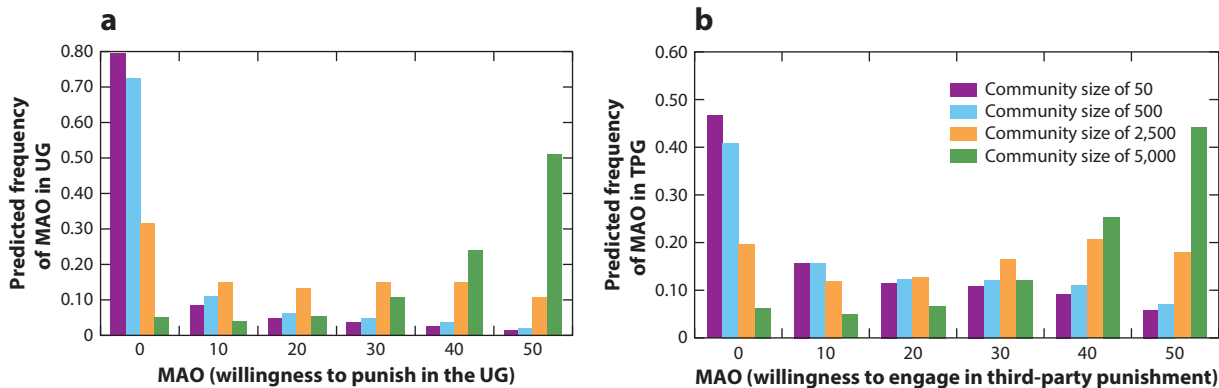 a
Predicted frequency
of MAO in UG
0.80
0.70
0.60
0.50
0.40
0.30
0.20
0.10
0
0 10 20 30 40 50
MAO (willingness to punish in the UG)
b
Predicted frequency
of MAO in TPG
0.60
0.50
0.40
0.30
0.20
0.10
0
Community size of 50
Community size of 500
Community size of 2,500
Community size of 5,000
0 10 20 30 40 50
MAO (willingness to engage in third-party punishment)